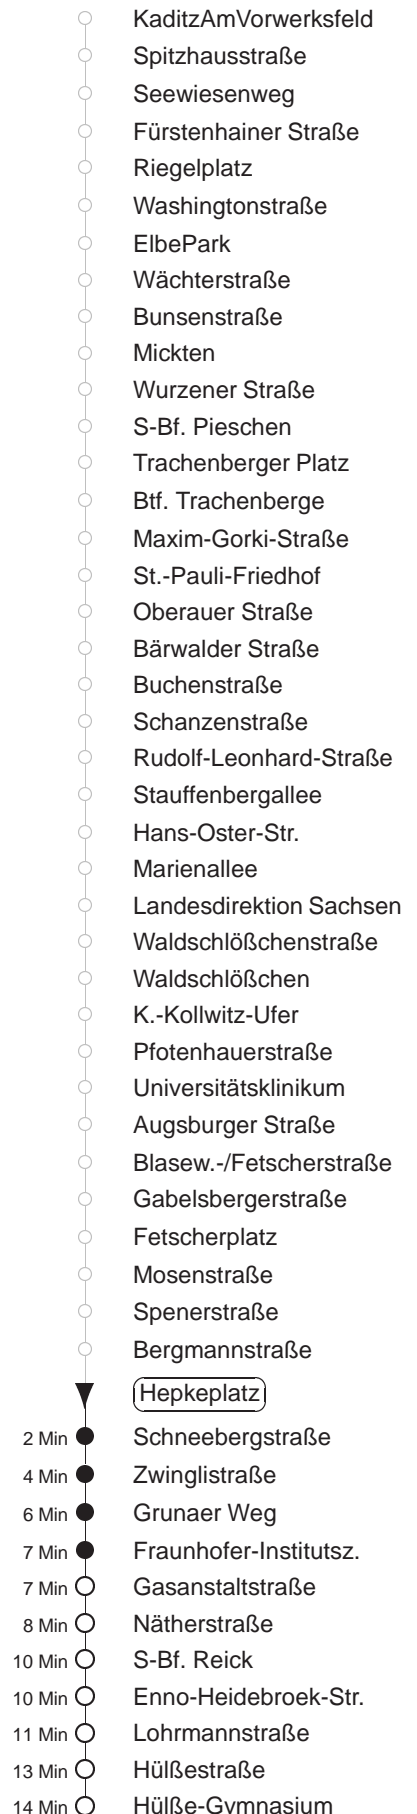 KaditzAmVorwerksfeld
Spitzhausstraße
Seewiesenweg
Fürstenhainer Straße
Riegelplatz
Washingtonstraße
ElbePark
Wächterstraße
Bunsenstraße
Mickten
Wurzener Straße
S-Bf. Pieschen
Trachenberger Platz
Btf. Trachenberge
Maxim-Gorki-Straße
St.-Pauli-Friedhof
Oberauer Straße
Bärwalder Straße
Buchenstraße
Schanzenstraße
Rudolf-Leonhard-Straße
Stauffenbergallee
Hans-Oster-Str.
Marienallee
Landesdirektion Sachsen
Waldschlößchenstraße
Waldschlößchen
K.-Kollwitz-Ufer
Pfotenhauerstraße
Universitätsklinikum
Augsburger Straße
Blasew.-/Fetscherstraße
Gabelsbergerstraße
Fetscherplatz
Mosenstraße
Spenerstraße
Bergmannstraße
Hepkeplatz
2 Min Schneebergstraße
4 Min Zwinglistraße
6 Min Grunaer Weg
7 Min Fraunhofer-Institutsz.
7 Min Gasanstaltstraße
8 Min Nätherstraße
10 Min S-Bf. Reick
10 Min Enno-Heidebroek-Str.
11 Min Lohrmannstraße
13 Min Hülßestraße
14 Min Hülße-Gymnasium